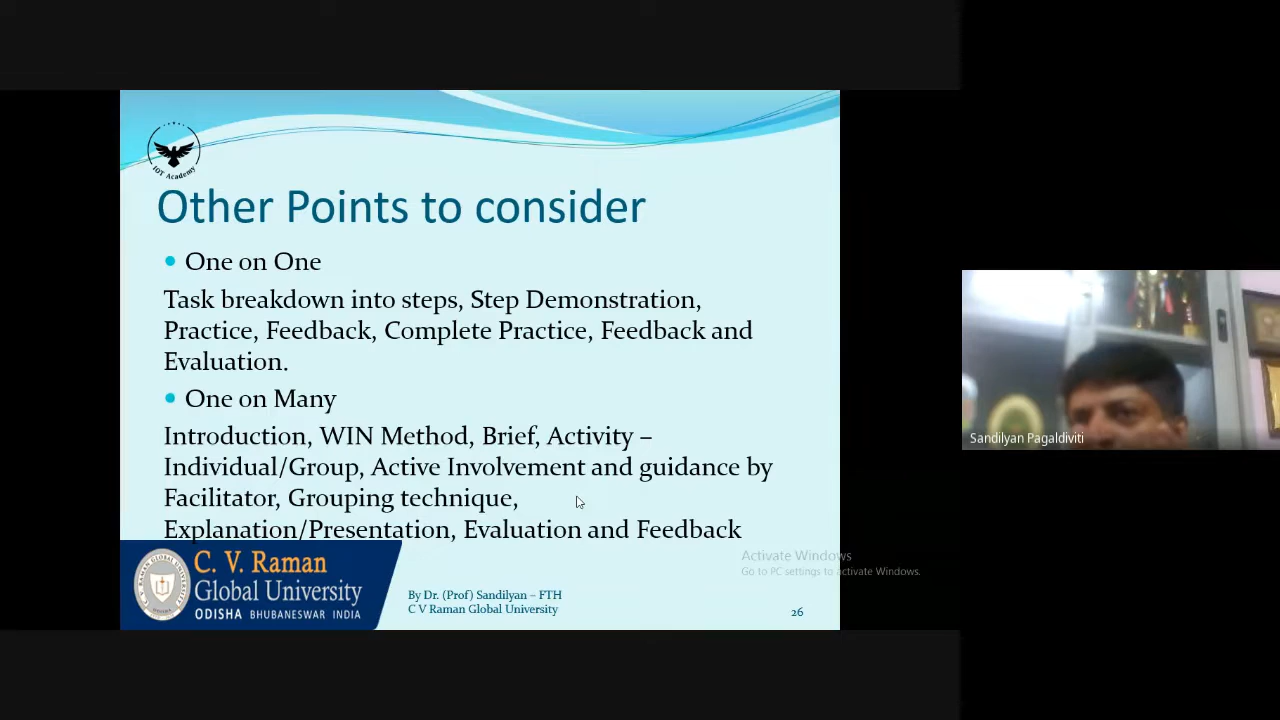 IOT Academy
Other Points to consider
One on One
Task breakdown into steps, Step Demonstration,
Practice, Feedback, Complete Practice, Feedback and
Evaluation.
One on Many
Introduction, WIN Method, Brief, Activity –
Individual/Group, Active Involvement and guidance by
Facilitator, Grouping technique,
Explanation/Presentation, Evaluation and Feedback
C. V. Raman
Global University
ODISHA BHUBANESWAR INDIA
By Dr. (Prof) Sandilyan – FTH
C V Raman Global University
26
Activate Windows
Go to PC settings to activate Windows.
Sandilyan Pagaldiviti